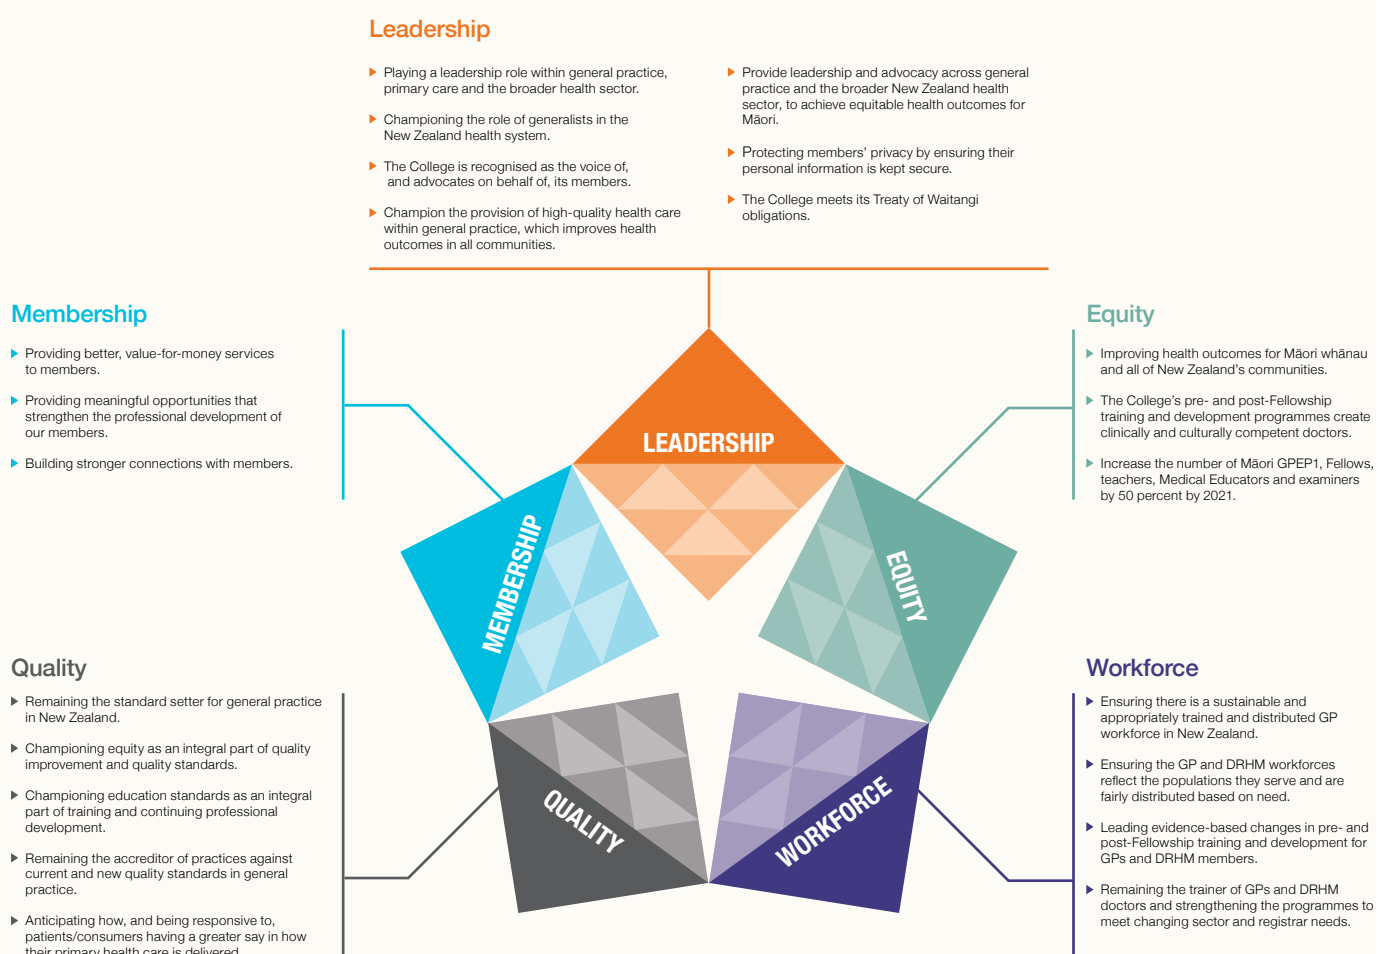 Leadership
Playing a leadership role within general practice,
primary care and the broader health sector.
Championing the role of generalists in the
New Zealand health system.
The College is recognised as the voice of,
and advocates on behalf of, its members.
Champion the provision of high-quality health care
within general practice, which improves health
outcomes in all communities.
Provide leadership and advocacy across general
practice and the broader New Zealand health
sector, to achieve equitable health outcomes for
Māori.
Protecting members' privacy by ensuring their
personal information is kept secure.
The College meets its Treaty of Waitangi
obligations.
Membership
Providing better, value-for-money services
to members.
Providing meaningful opportunities that
strengthen the professional development of
our members.
Building stronger connections with members.
Equity
Improving health outcomes for Māori whānau
and all of New Zealand's communities.
The College's pre- and post-Fellowship
training and development programmes create
clinically and culturally competent doctors.
Increase the number of Māori GPEP1, Fellows,
teachers, Medical Educators and examiners
by 50 percent by 2021.
LEADERSHIP
MEMBERSHIP
EQUITY
QUALITY
WORKFORCE
Quality
Remaining the standard setter for general practice
in New Zealand.
Championing equity as an integral part of quality
improvement and quality standards.
Championing education standards as an integral
part of training and continuing professional
development.
Remaining the accreditor of practices against
current and new quality standards in general
practice.
Anticipating how, and being responsive to,
patients/consumers having a greater say in how
their primary health care is delivered
Workforce
Ensuring there is a sustainable and
appropriately trained and distributed GP
workforce in New Zealand.
Ensuring the GP and DRHM workforces
reflect the populations they serve and are
fairly distributed based on need.
Leading evidence-based changes in pre- and
post-Fellowship training and development for
GPs and DRHM members.
Remaining the trainer of GPs and DRHM
doctors and strengthening the programmes to
meet changing sector and registrar needs.